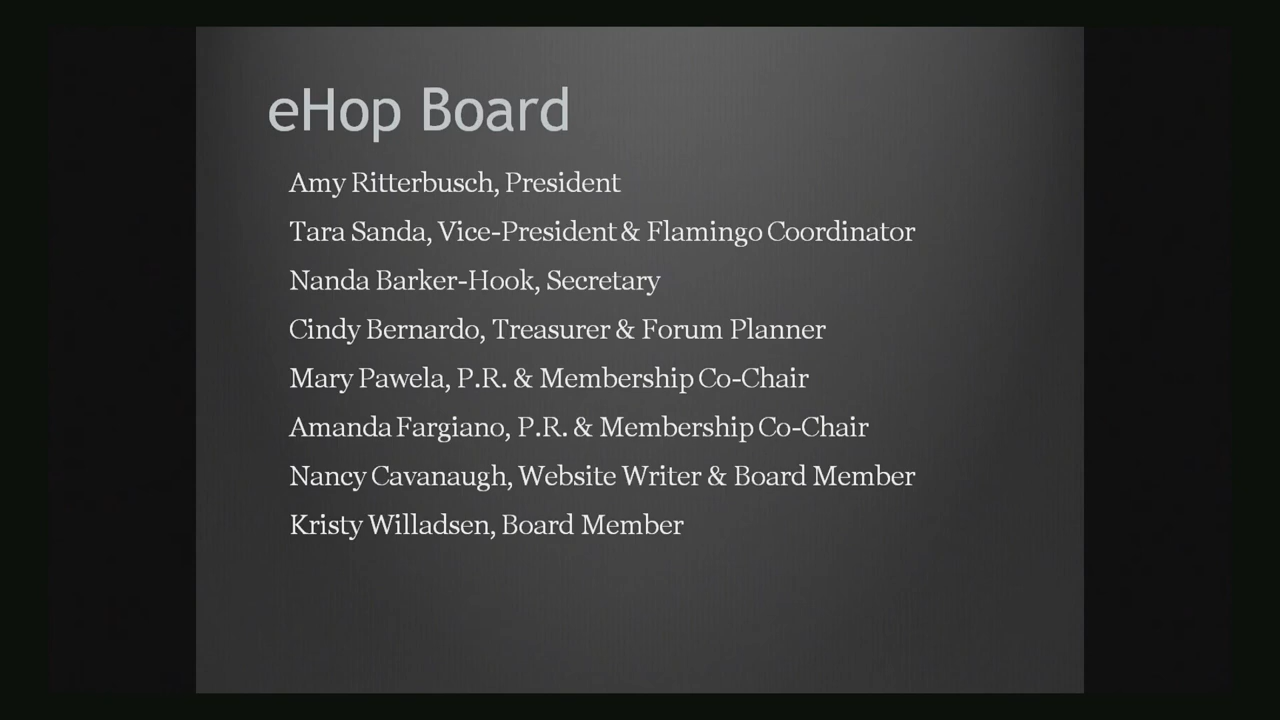 eHop Board
Amy Ritterbusch, President
Tara Sanda, Vice-President & Flamingo Coordinator
Nanda Barker-Hook, Secretary
Cindy Bernardo, Treasurer & Forum Planner
Mary Pawela, P.R. & Membership Co-Chair
Amanda Fargiano, P.R. & Membership Co-Chair
Nancy Cavanaugh, Website Writer & Board Member
Kristy Willadsen, Board Member